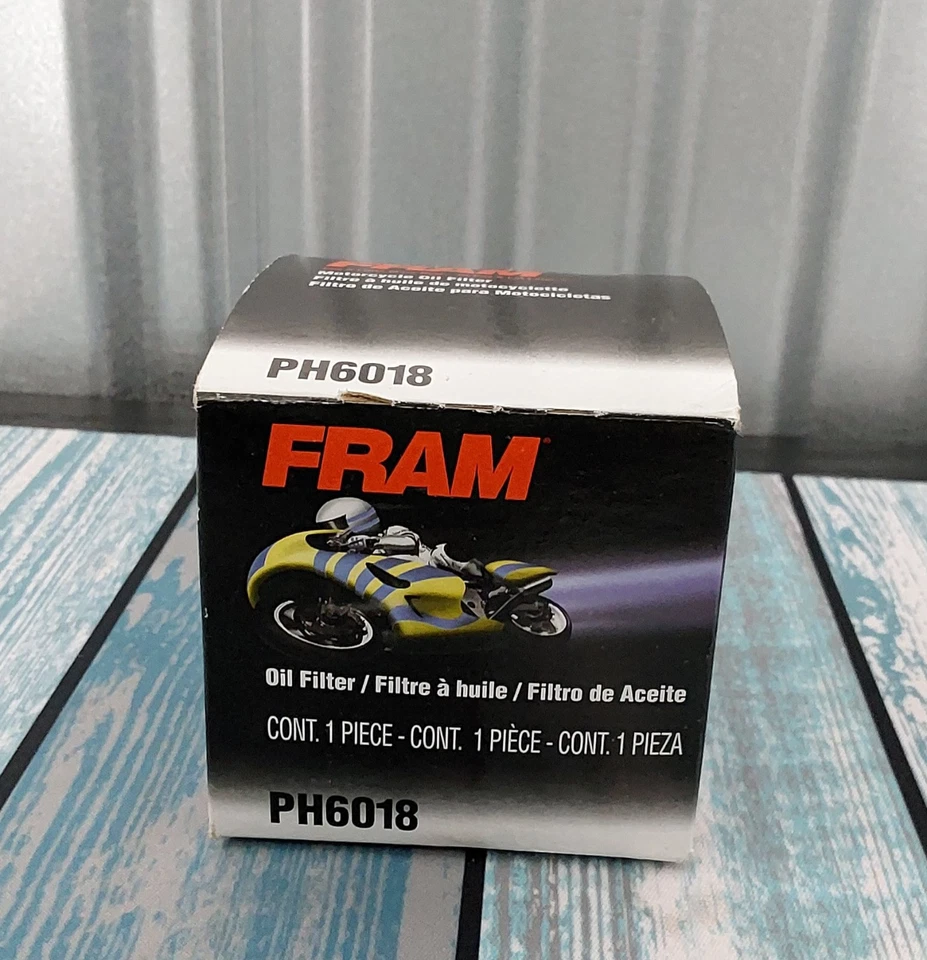 FRAM
Motorcycle Oil Filter
Filtre à huile de motocyclette
Filtro de Aceite para Motocicletas
PH6018
FRAM
Oil Filter / Filtre à huile / Filtro de Aceite
CONT. 1 PIECE - CONT. 1 PIÈCE - CONT. 1 PIEZA
PH6018